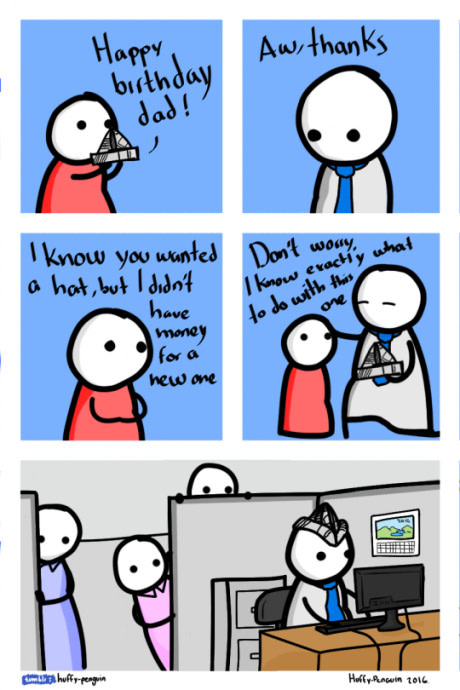 Happy
birthday
dad!
Aw, thanks
I know you wanted
a hat, but I didn't
have
money
for a
new one
Don't worry,
I know exactly what
to do with this
one
huffy-penguin
Huffy-Penguin 2016.